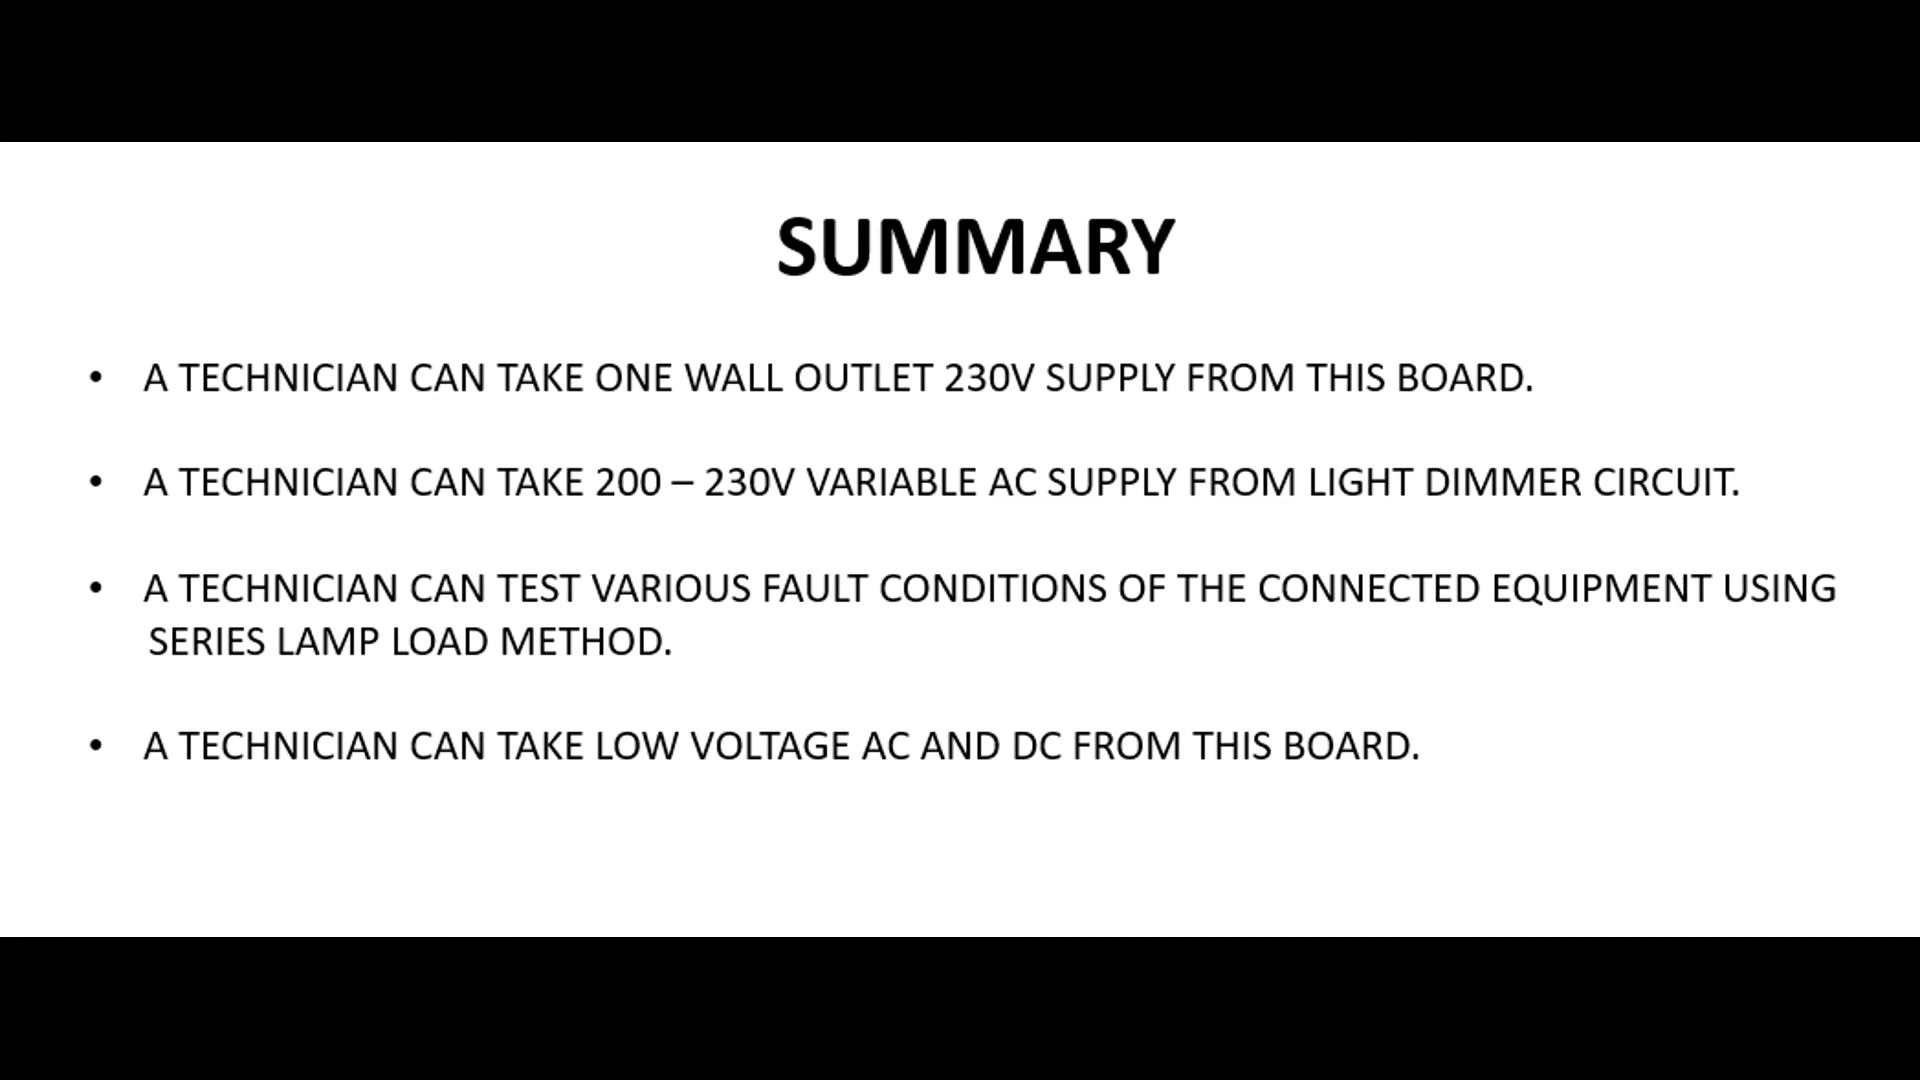 SUMMARY
• A TECHNICIAN CAN TAKE ONE WALL OUTLET 230V SUPPLY FROM THIS BOARD.
• A TECHNICIAN CAN TAKE 200 – 230V VARIABLE AC SUPPLY FROM LIGHT DIMMER CIRCUIT.
• A TECHNICIAN CAN TEST VARIOUS FAULT CONDITIONS OF THE CONNECTED EQUIPMENT USING
SERIES LAMP LOAD METHOD.
• A TECHNICIAN CAN TAKE LOW VOLTAGE AC AND DC FROM THIS BOARD.